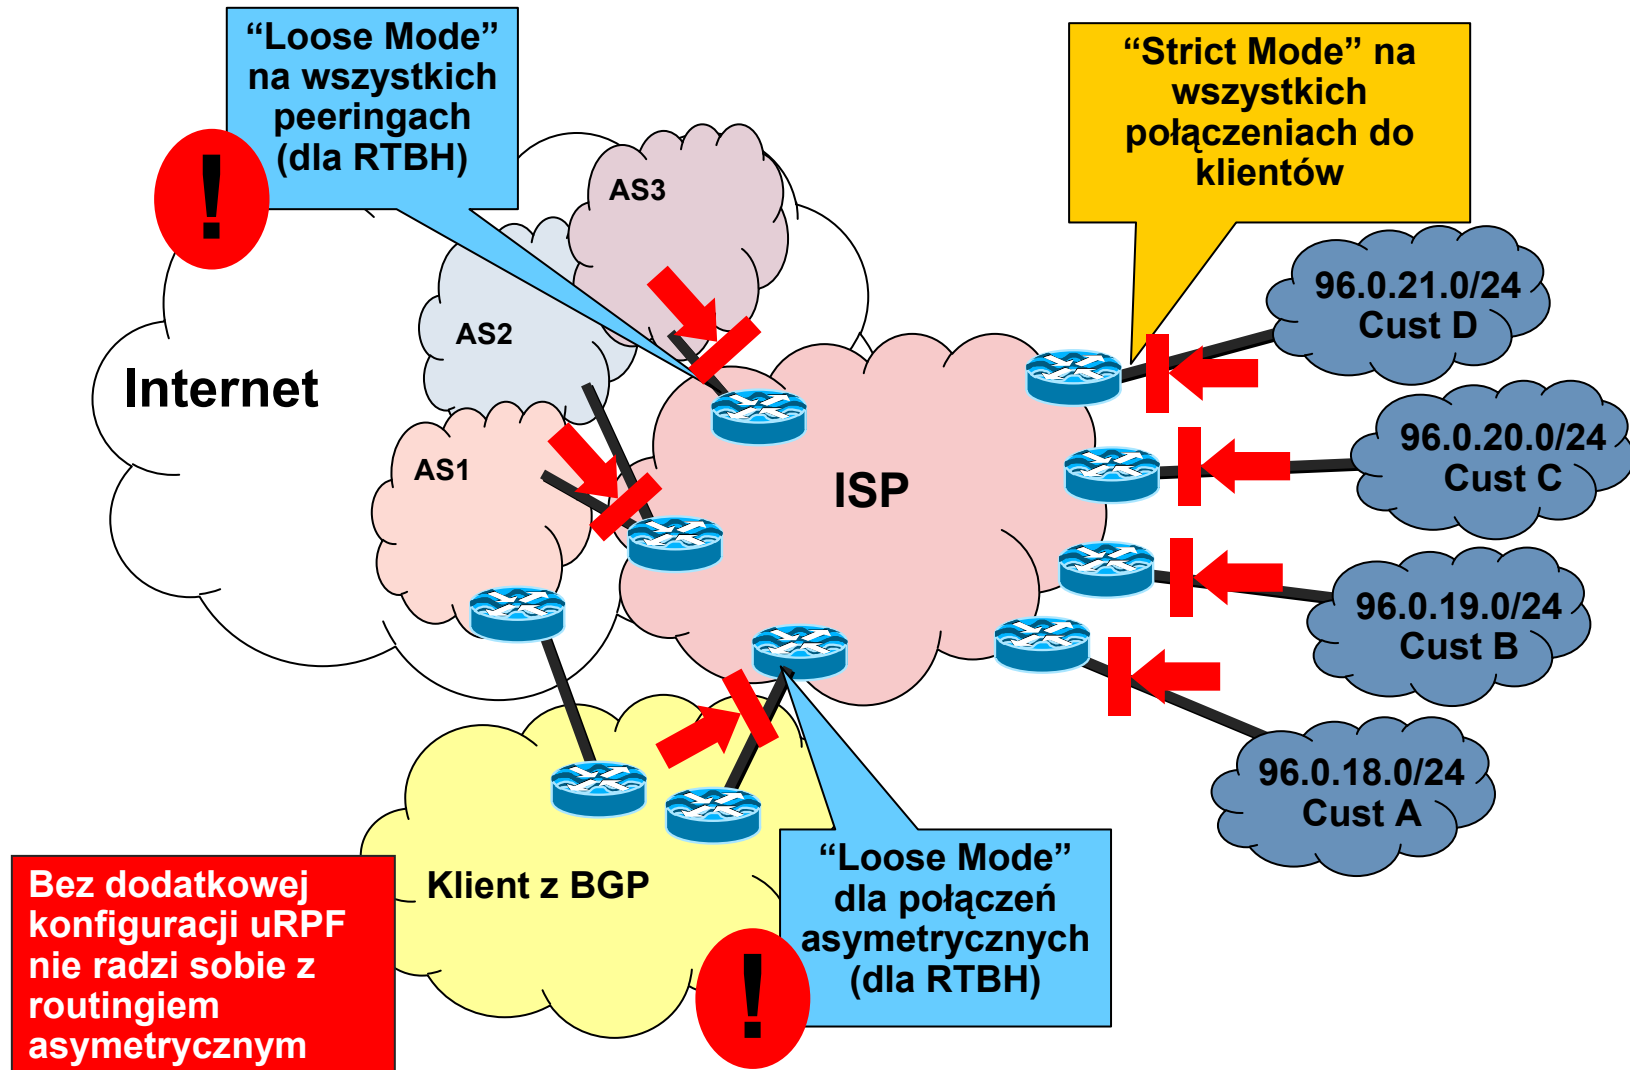 “Loose Mode”
na wszystkich
peeringach
(dla RTBH)
!
“Strict Mode” na
wszystkich
połączeniach do
klientów
AS3
AS2
AS1
Internet
ISP
96.0.21.0/24
Cust D
96.0.20.0/24
Cust C
96.0.19.0/24
Cust B
96.0.18.0/24
Cust A
Klient z BGP
“Loose Mode”
dla połączeń
asymetrycznych
(dla RTBH)
!
Bez dodatkowej
konfiguracji uRPF
nie radzi sobie z
routingiem
asymetrycznym